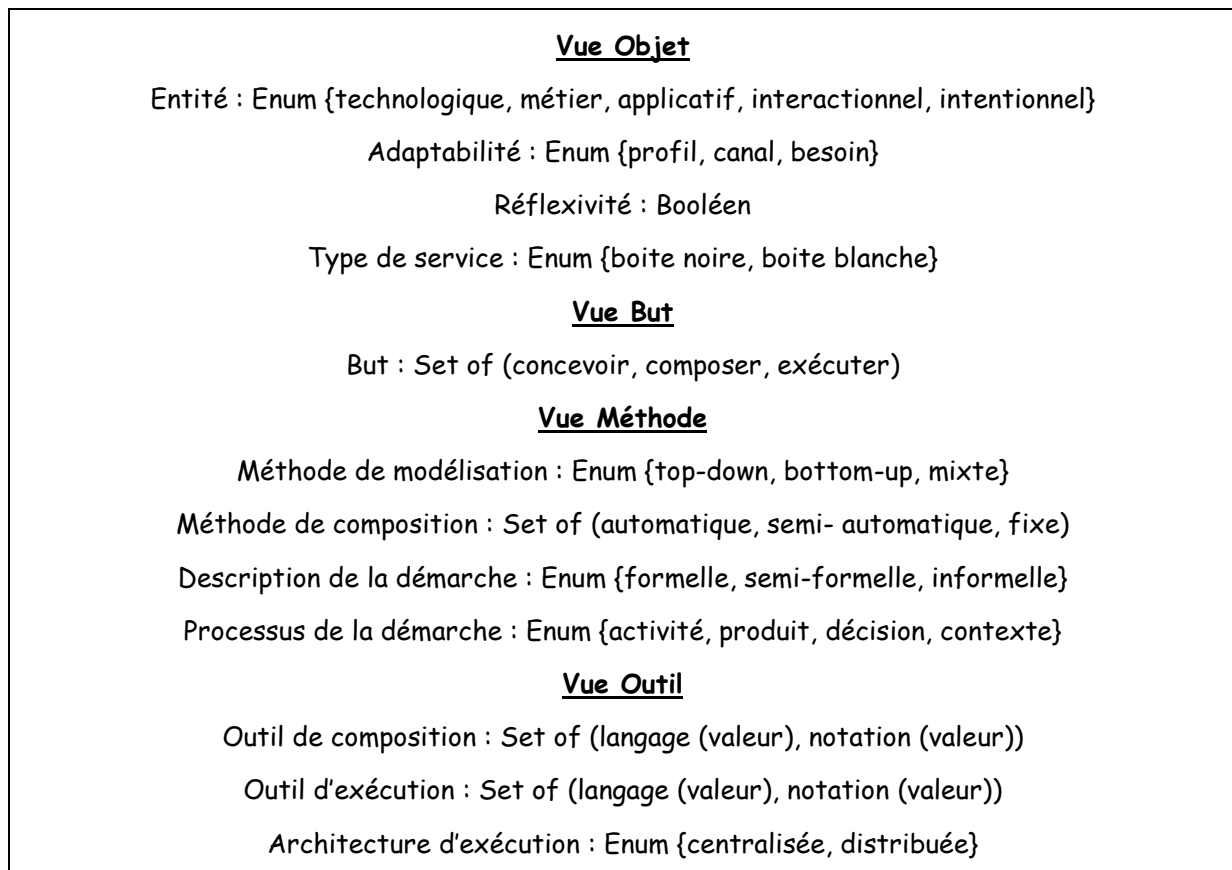 Vue Objet
Entité : Enum {technologique, métier, applicatif, interactionnel, intentionnel}
Adaptabilité : Enum {profil, canal, besoin}
Réflexivité : Booléen
Type de service : Enum {boite noire, boite blanche}
Vue But
But : Set of (concevoir, composer, exécuter)
Vue Méthode
Méthode de modélisation : Enum {top-down, bottom-up, mixte}
Méthode de composition : Set of (automatique, semi- automatique, fixe)
Description de la démarche : Enum {formelle, semi-formelle, informelle}
Processus de la démarche : Enum {activité, produit, décision, contexte}
Vue Outil
Outil de composition : Set of (langage (valeur), notation (valeur))
Outil d’exécution : Set of (langage (valeur), notation (valeur))
Architecture d’exécution : Enum {centralisée, distribuée}